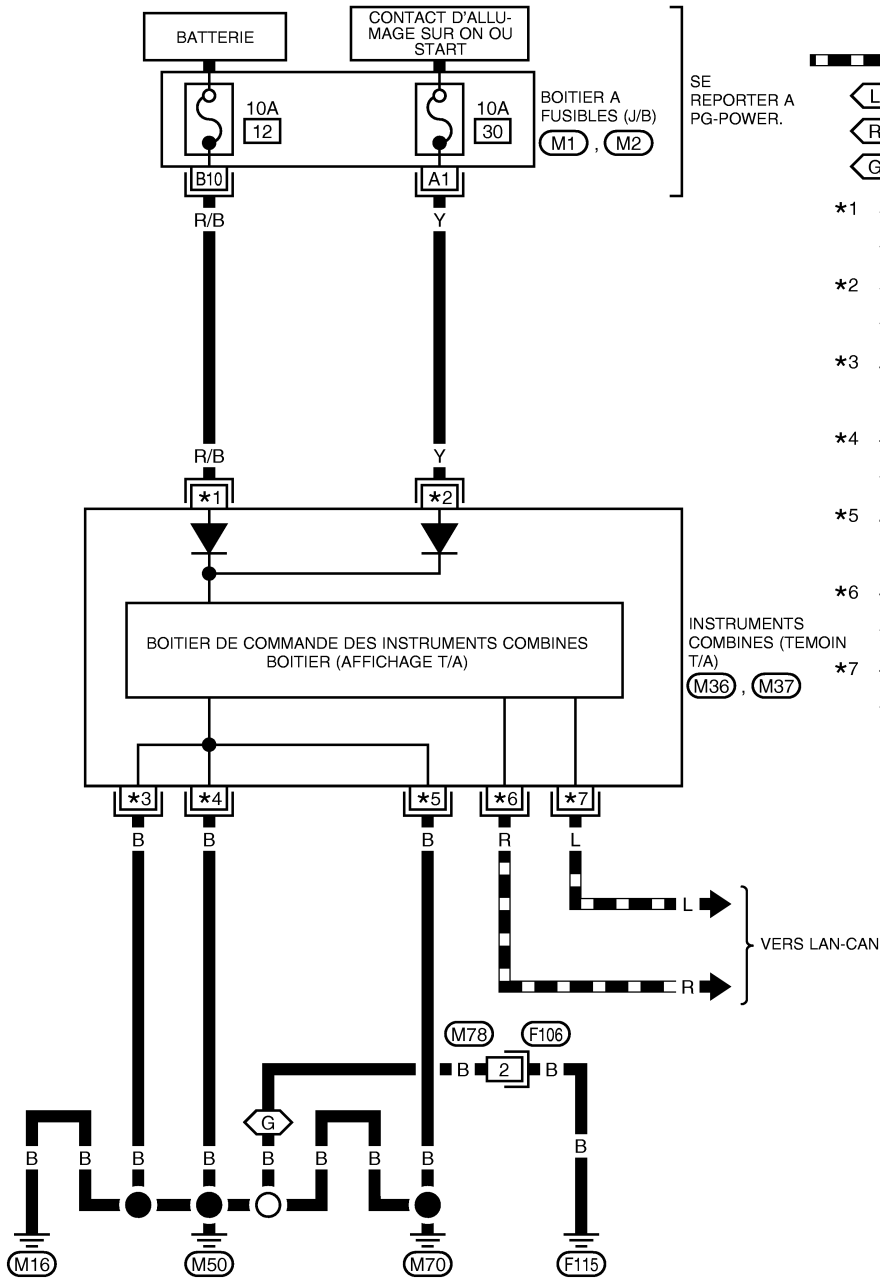 BATTERIE
CONTACT D'ALLU-
MAGE SUR ON OU
START
10A
12
10A
30
BOITIER A
FUSIBLES (J/B)
M1 , M2
SE
REPORTER A
PG-POWER.
L
R
G
B10
A1
R/B
Y
*1
*2
*3
*4
*5
*6
*7
R/B
Y
*1
*2
BOITIER DE COMMANDE DES INSTRUMENTS COMBINES
BOITIER (AFFICHAGE T/A)
INSTRUMENTS
COMBINES (TEMOIN
T/A)
M36 , M37
*3
*4
*5
*6
*7
B
B
B
R
L
L
R
VERS LAN-CAN
M78
F106
B
2
B
G
B
B
B
B
B
B
B
B
B
M16
M50
M70
F115